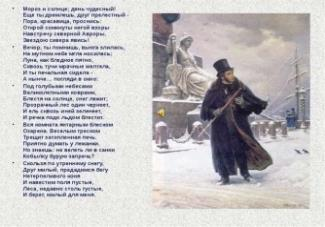 Мороз и солнце; день чудесный!
Еще ты дремлешь, друг прелестный -
Пора, красавица, проснись:
Открой сомкнуты негой взоры
Навстречу северной Авроры,
Звездою севера явись!
Вечор, ты помнишь, вьюга злилась,
На мутном небе мгла носилась;
Луна, как бледное пятно,
Сквозь тучи мрачные желтела,
И ты печальная сидела -
А нынче... погляди в окно:
Под голубыми небесами
Великолепными коврами,
Блестя на солнце, снег лежит;
Прозрачный лес один чернеет,
И ель сквозь иней зеленеет,
И речка подо льдом блестит.
Вся комната янтарным блеском
Озарена. Веселым треском
Трещит затопленная печь.
Приятно думать у лежанки.
Но знаешь: не велеть ли в санки
Кобылку бурую запречь?
Скользя по утреннему снегу,
Друг милый, предадимся бегу
Нетерпеливого коня
И навестим поля пустые,
Леса, недавно столь густые,
И берег, милый для меня.